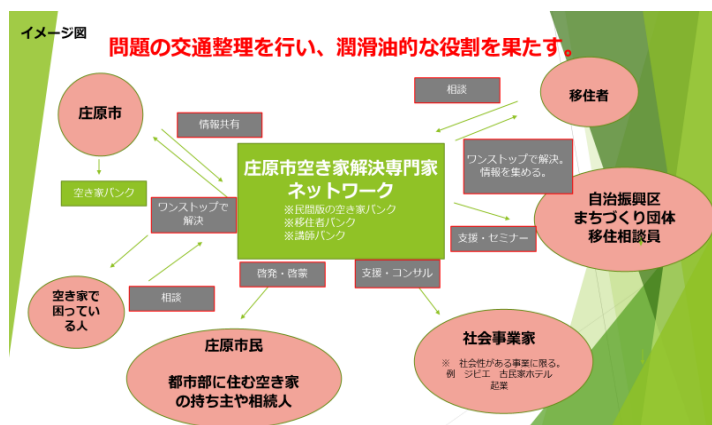 イメージ図
問題の交通整理を行い、潤滑油的な役割を果たす。
庄原市
情報共有
相談
移住者
空き家バンク
ワンストップで
解決
庄原市空き家解決専門家
ネットワーク
※民間版の空き家バンク
※移住者バンク
※講師バンク
ワンストップで解決。
情報を集める。
自治振興区
まちづくり団体
移住相談員
支援・セミナー
空き家で
困ってい
る人
相談
啓発・啓蒙
支援・コンサル
庄原市民
都市部に住む空き家
の持ち主や相続人
社会事業家
※ 社会性がある事業に限る。
例 ジビエ 古民家ホテル
起業